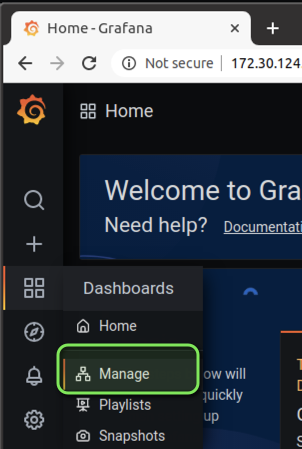 Home - Grafana
Not secure
172.30.124
Home
Welcome to Gra
Need help?
Documentati
Dashboards
Home
Manage
ow will
Playlists
quickly
up
Snapshots